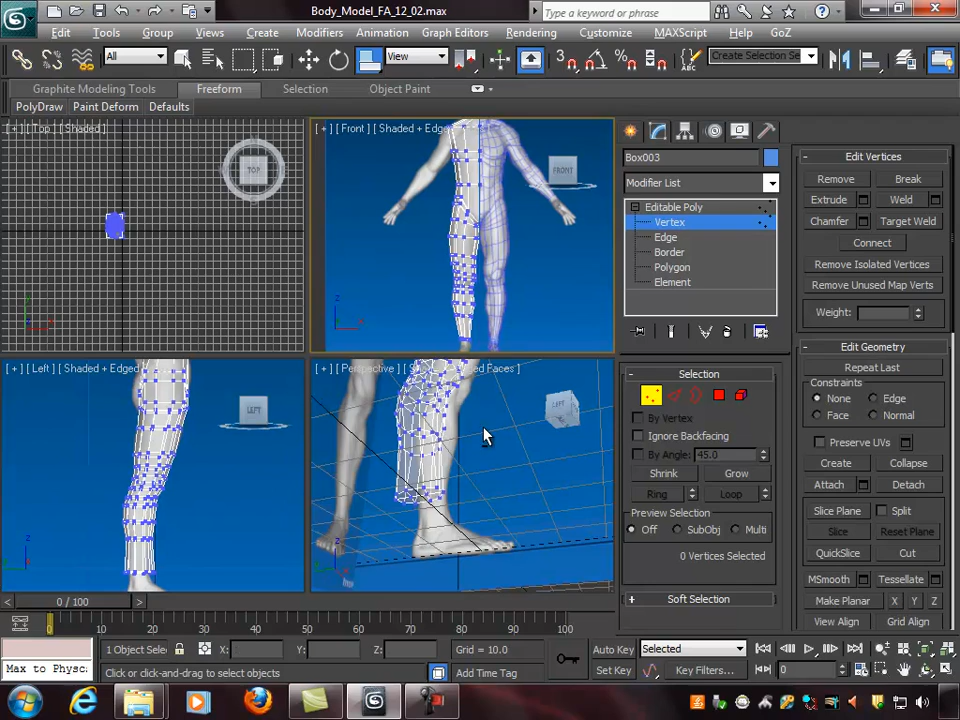 Body_Model_FA_12_02.max
Type a keyword or phrase
Edit Tools Group Views Create Modifiers Animation Graph Editors Rendering Customize MAXScript Help GoZ
All View Create Selection Se
Graphite Modeling Tools Freeform Selection Object Paint
PolyDraw Paint Deform Defaults
[ + ] [ Top ] [ Shaded ]
TOP
[ + ] [ Front ] [ Shaded + Edge
FRONT
[ + ] [ Left ] [ Shaded + Edged
LEFT
[ + ] [ Perspective ] [ S
ed Faces ]
LEFT
Box003
Modifier List
Editable Poly
Vertex
Edge
Border
Polygon
Element
Selection
By Vertex
Ignore Backfacing
By Angle: 45.0
Shrink Grow
Ring Loop
Preview Selection
Off SubObj Multi
0 Vertices Selected
Soft Selection
Edit Vertices
Remove Break
Extrude Weld
Chamfer Target Weld
Connect
Remove Isolated Vertices
Remove Unused Map Verts
Weight:
Edit Geometry
Repeat Last
Constraints
None Edge
Face Normal
Preserve UVs
Create Collapse
Attach Detach
Slice Plane Split
Slice Reset Plane
QuickSlice Cut
MSmooth Tessellate
Make Planar X Y Z
View Align Grid Align
0 / 100
0 10 20 30 40 50 60 70 80 90 100
1 Object Sele X: Y: Z: Grid = 10.0 Auto Key Selected
Max to Physc Click or click-and-drag to select objects Add Time Tag Set Key Key Filters... 0